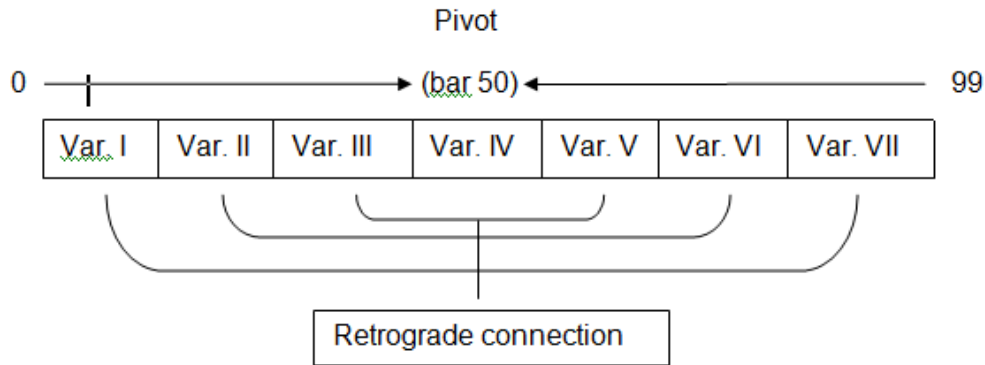 Pivot
0 (bar 50) 99
Var. I Var. II Var. III Var. IV Var. V Var. VI Var. VII
Retrograde connection